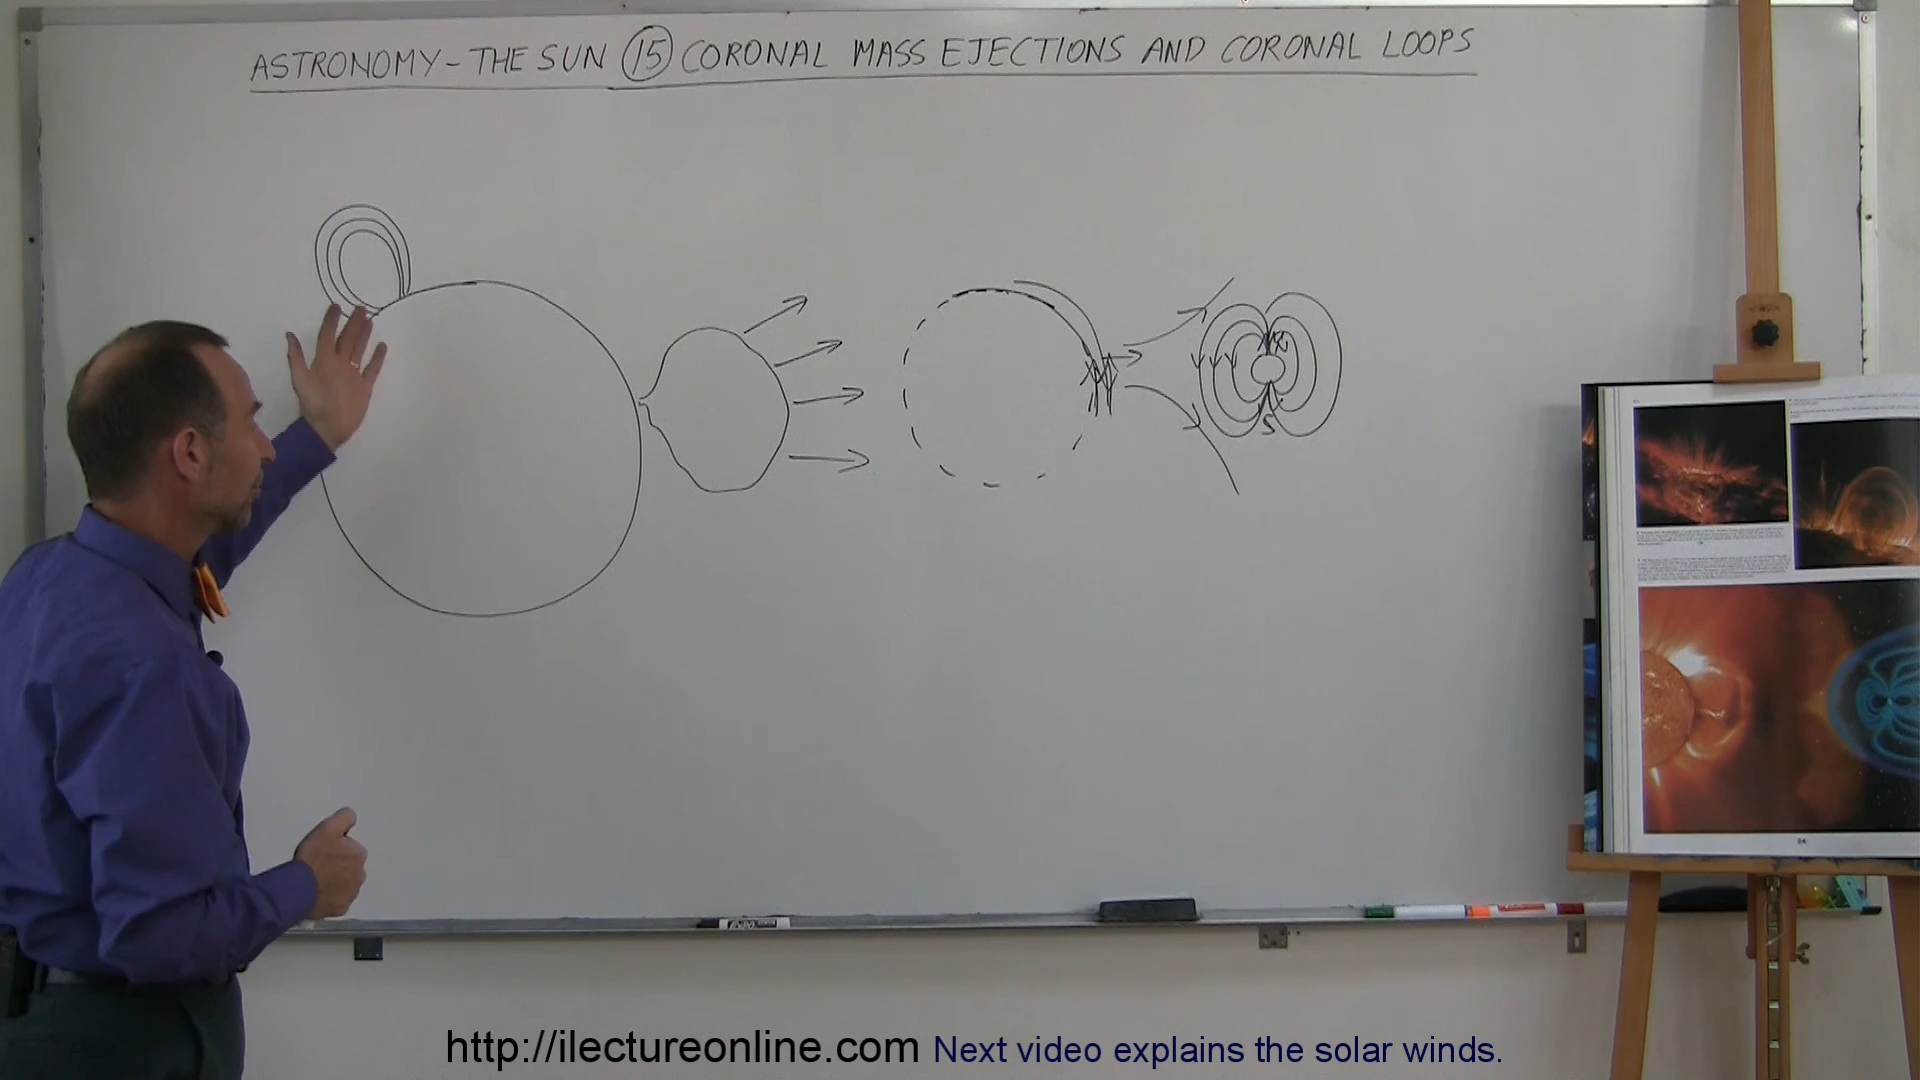 ASTRONOMY - THE SUN 15 CORONAL MASS EJECTIONS AND CORONAL LOOPS
S
http://ilectureonline.com Next video explains the solar winds.